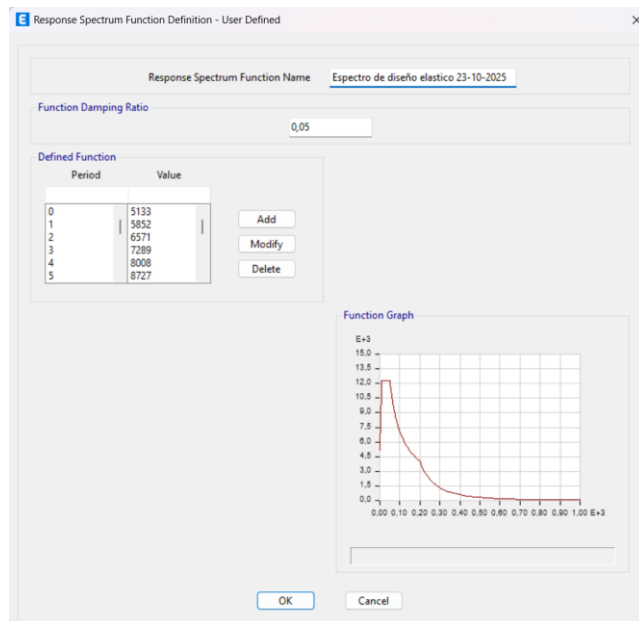 E Response Spectrum Function Definition - User Defined
Response Spectrum Function Name Espectro de diseño elastico 23-10-2025
Function Damping Ratio
0,05
Defined Function
Period Value
0 5133
1 5852
2 6571
3 7289
4 8008
5 8727
Add
Modify
Delete
Function Graph
E+3
15,0
13,5
12,0
10,5
9,0
7,5
6,0
4,5
3,0
1,5
0,0
0,00 0,10 0,20 0,30 0,40 0,50 0,60 0,70 0,80 0,90 1,00 E+3
OK Cancel